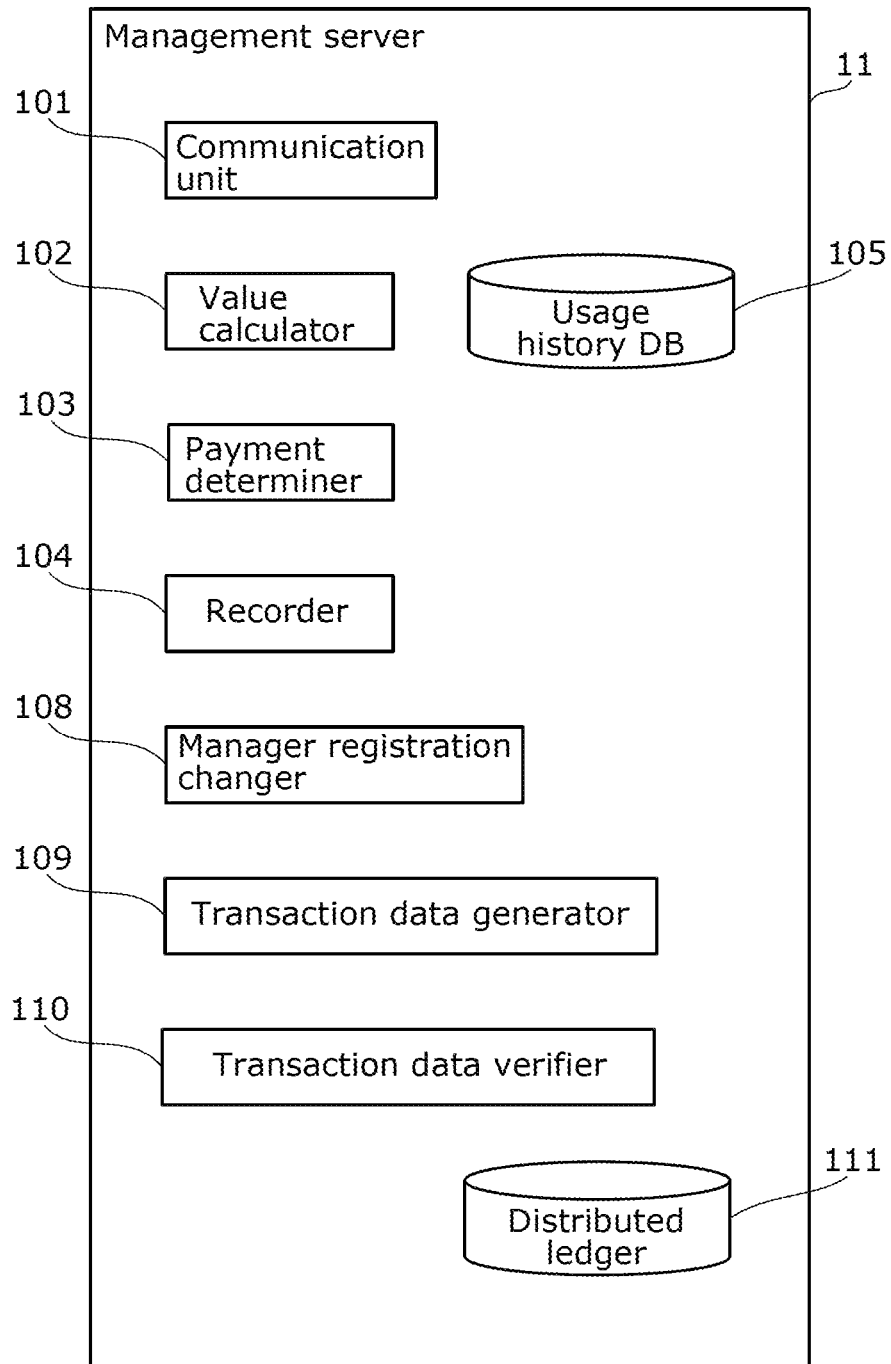 Management server
11
101
Communication
unit
102
Value
calculator
105
Usage
history DB
103
Payment
determiner
104
Recorder
108
Manager registration
changer
109
Transaction data generator
110
Transaction data verifier
111
Distributed
ledger